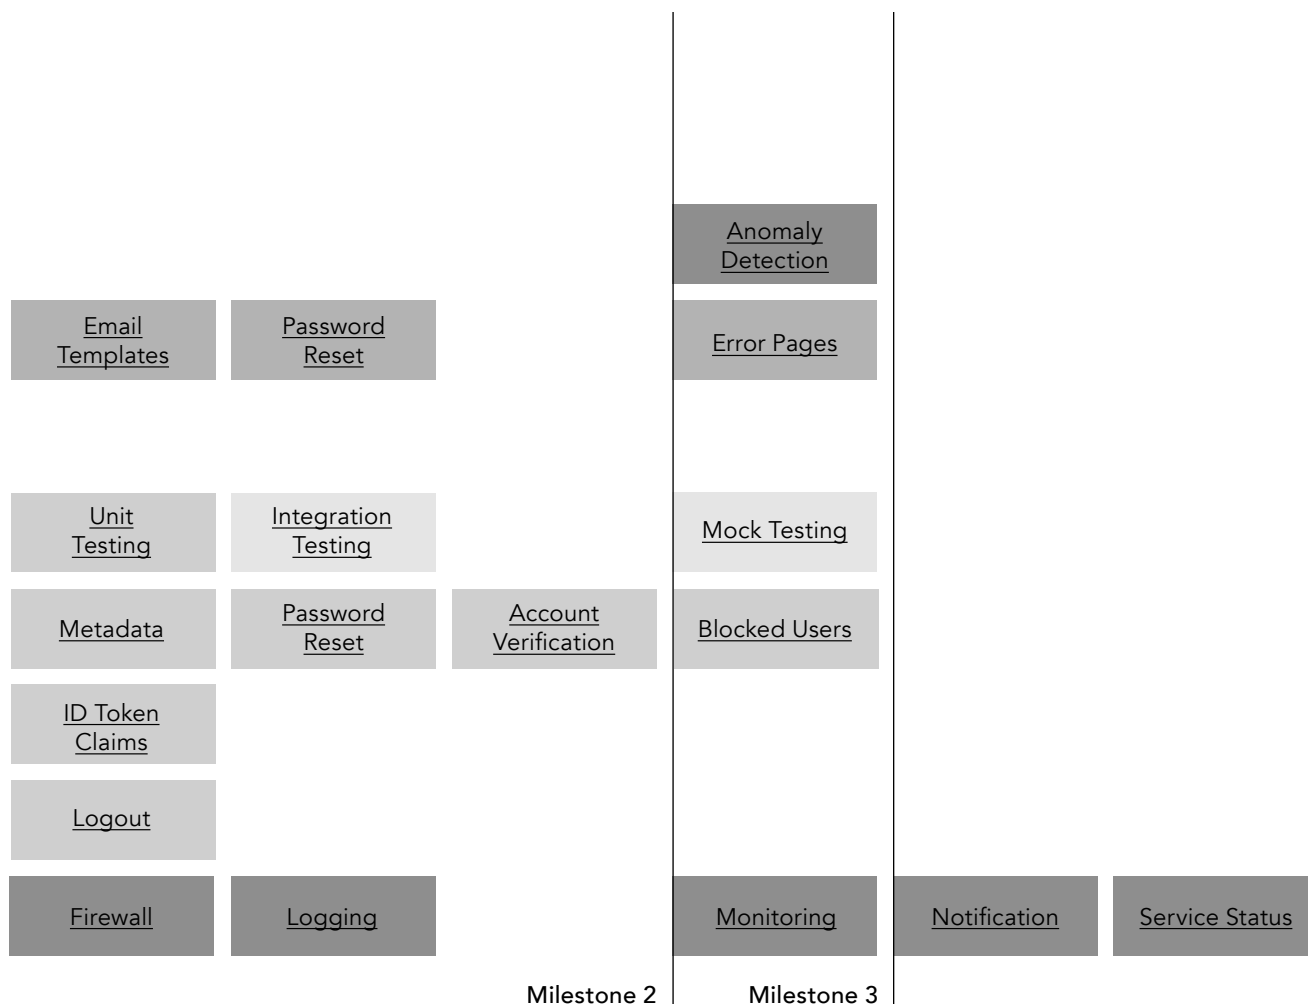 Anomaly
Detection
Email
Templates
Password
Reset
Error Pages
Unit
Testing
Integration
Testing
Mock Testing
Metadata
Password
Reset
Account
Verification
Blocked Users
ID Token
Claims
Logout
Firewall
Logging
Monitoring
Notification
Service Status
Milestone 2
Milestone 3